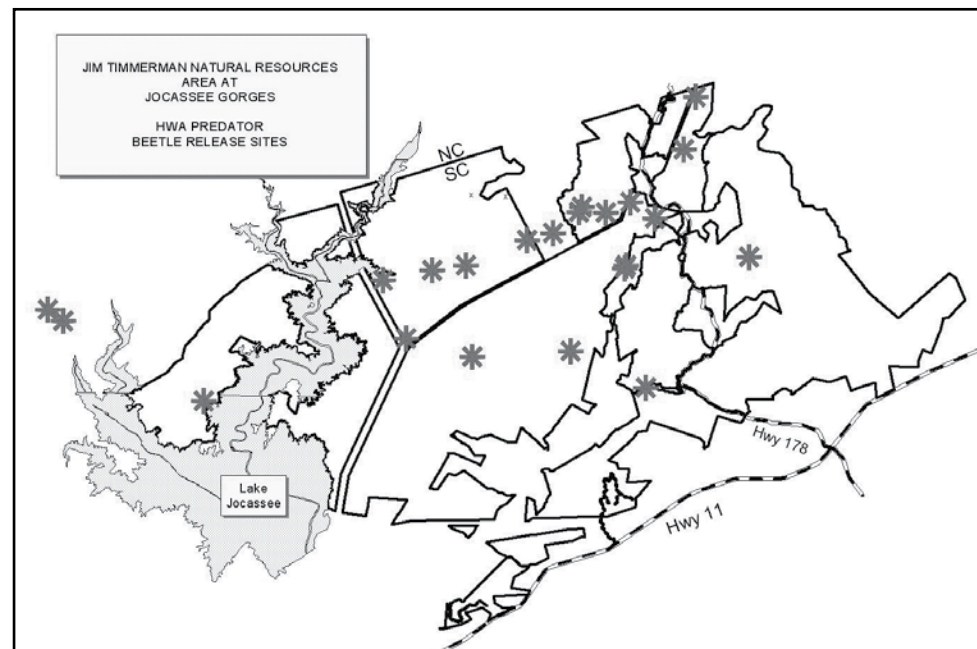 JIM TIMMERMAN NATURAL RESOURCES
AREA AT
JOCASSEE GORGES
HWA PREDATOR
BEETLE RELEASE SITES
NC
SC
x
x
Lake
Jocassee
Hwy 178
Hwy 11